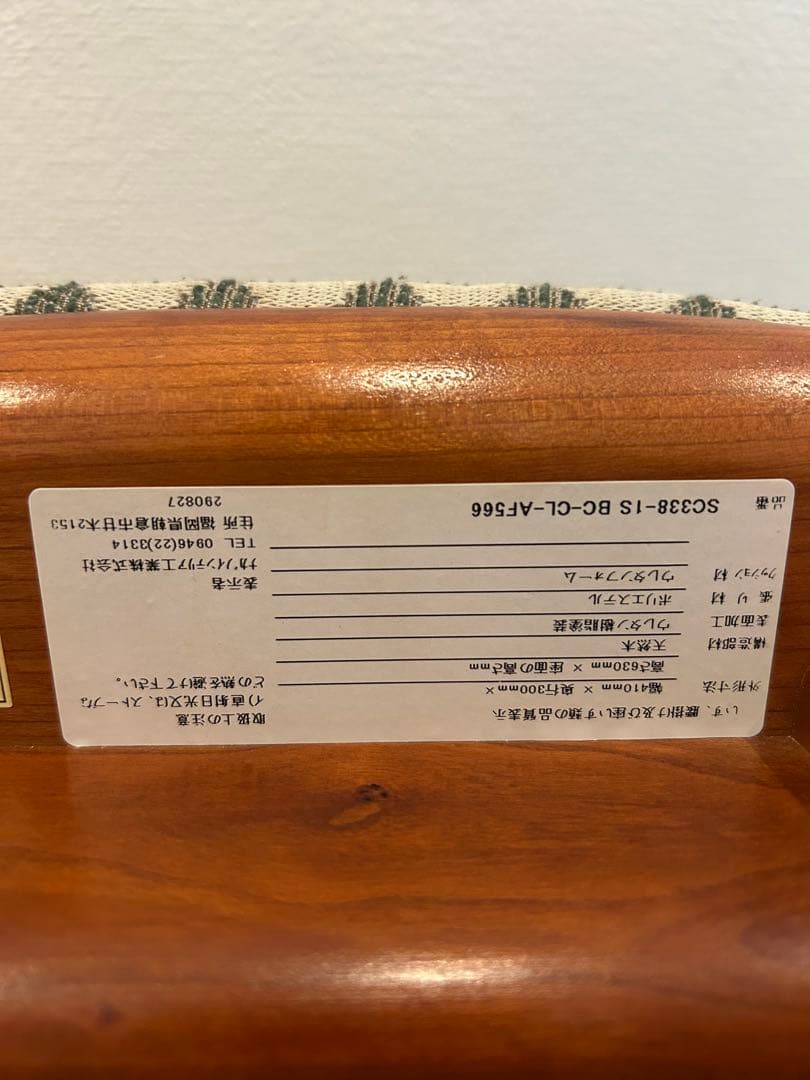 いす、腰掛け及び座いす類の品質表示
外形寸法 幅410mm × 奥行300mm×
高さ630mm × 座面の高さmm
構造部材 天然木
表面加工 ウレタン樹脂塗装
張り材 ポリエステル
クッション材 ウレタンフォーム
品番 SC338-1S BC-CL-AF566
取扱上の注意
イ)直射日光又は、ストーブな
どの熱を避けて下さい。
表示者
ナガノインテリア工業株式会社
TEL 0946(22)3314
住所 福岡県朝倉市甘木2153
290827